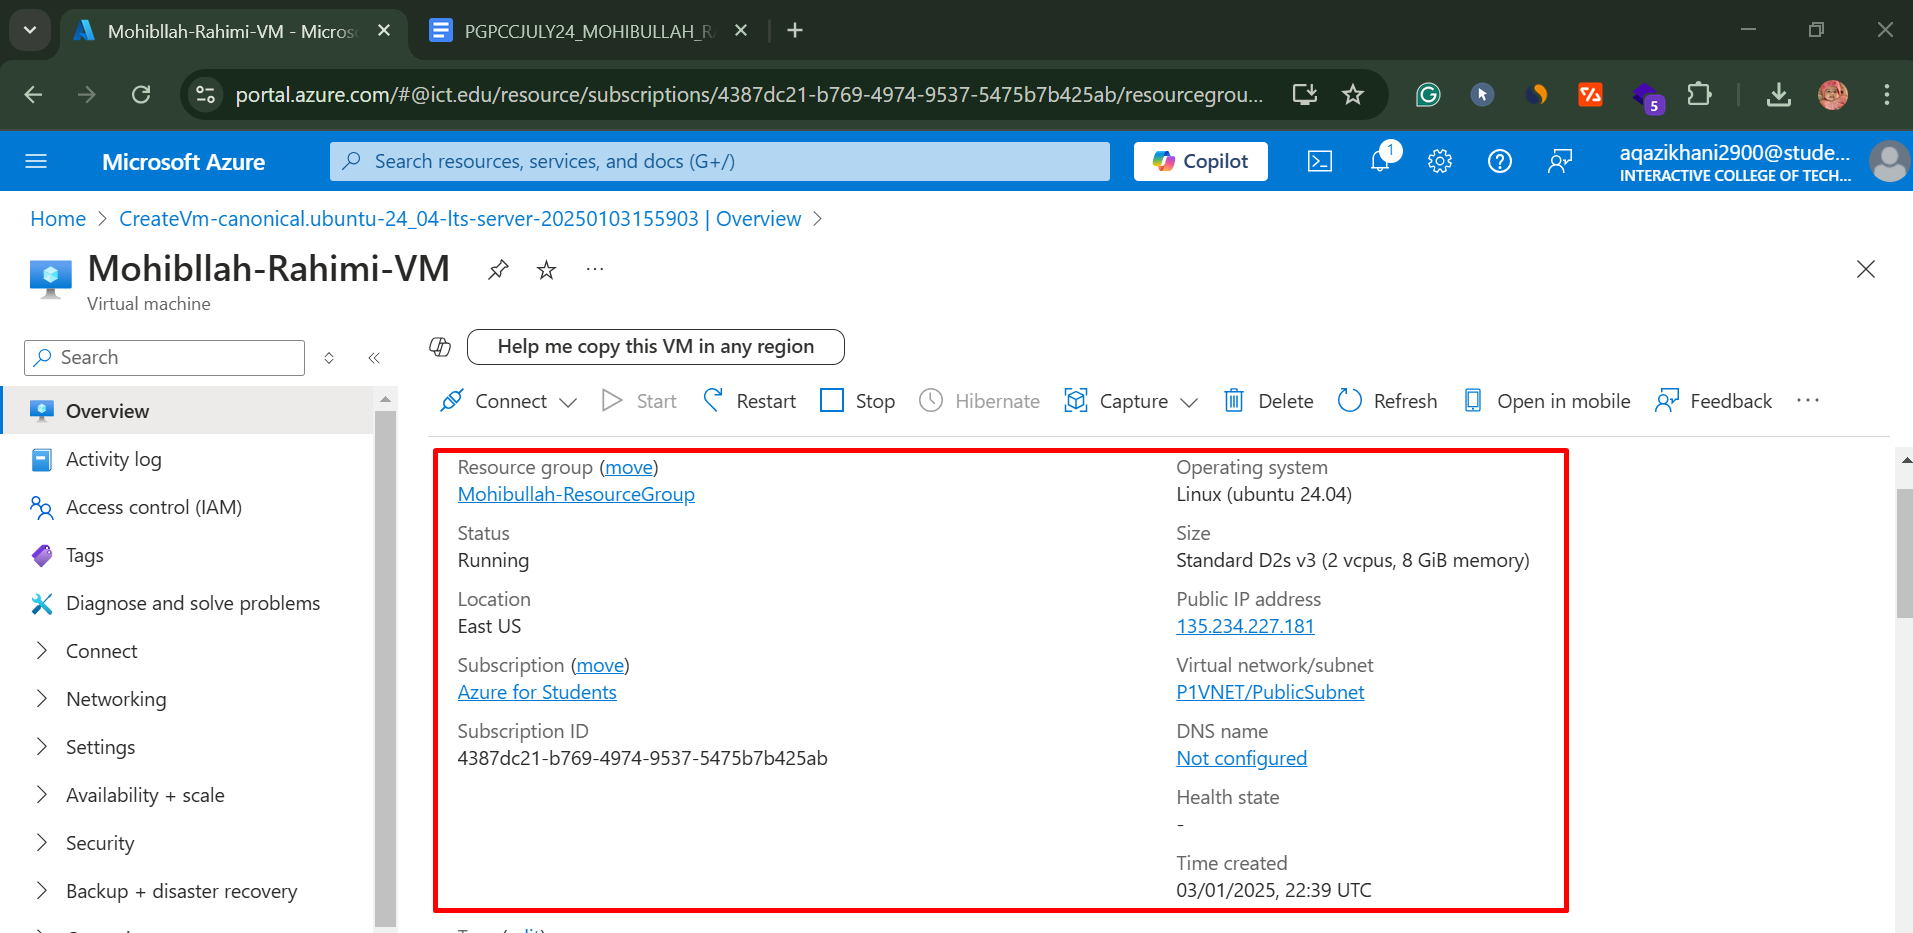 Mohibllah-Rahimi-VM - Micros
PGPCCJULY24_MOHIBULLAH_RA
portal.azure.com/#@ict.edu/resource/subscriptions/4387dc21-b769-4974-9537-5475b7b425ab/resourcegrou...
5
Microsoft Azure
Search resources, services, and docs (G+/)
Copilot
1
aqazikhani2900@stude...
INTERACTIVE COLLEGE OF TECH...
Home > CreateVm-canonical.ubuntu-24_04-lts-server-20250103155903 | Overview >
Mohibllah-Rahimi-VM
Virtual machine
Search
Help me copy this VM in any region
Connect
Start
Restart
Stop
Hibernate
Capture
Delete
Refresh
Open in mobile
Feedback
Overview
Activity log
Access control (IAM)
Tags
Diagnose and solve problems
Connect
Networking
Settings
Availability + scale
Security
Backup + disaster recovery
Resource group (move)
Mohibullah-ResourceGroup
Status
Running
Location
East US
Subscription (move)
Azure for Students
Subscription ID
4387dc21-b769-4974-9537-5475b7b425ab
Operating system
Linux (ubuntu 24.04)
Size
Standard D2s v3 (2 vcpus, 8 GiB memory)
Public IP address
135.234.227.181
Virtual network/subnet
P1VNET/PublicSubnet
DNS name
Not configured
Health state
-
Time created
03/01/2025, 22:39 UTC